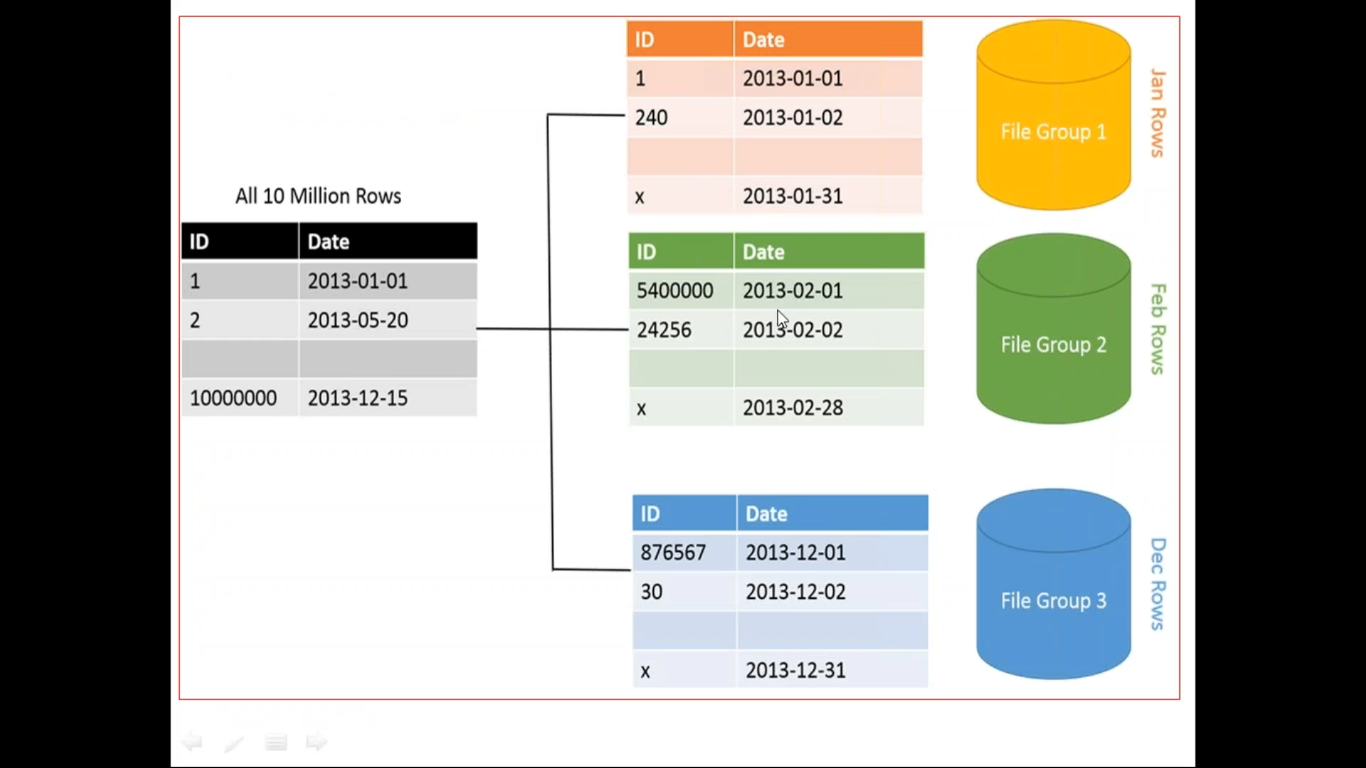 All 10 Million Rows
ID Date
1 2013-01-01
2 2013-05-20
10000000 2013-12-15
ID Date
1 2013-01-01
240 2013-01-02
x 2013-01-31
File Group 1
Jan Rows
ID Date
5400000 2013-02-01
24256 2013-02-02
x 2013-02-28
File Group 2
Feb Rows
ID Date
876567 2013-12-01
30 2013-12-02
x 2013-12-31
File Group 3
Dec Rows